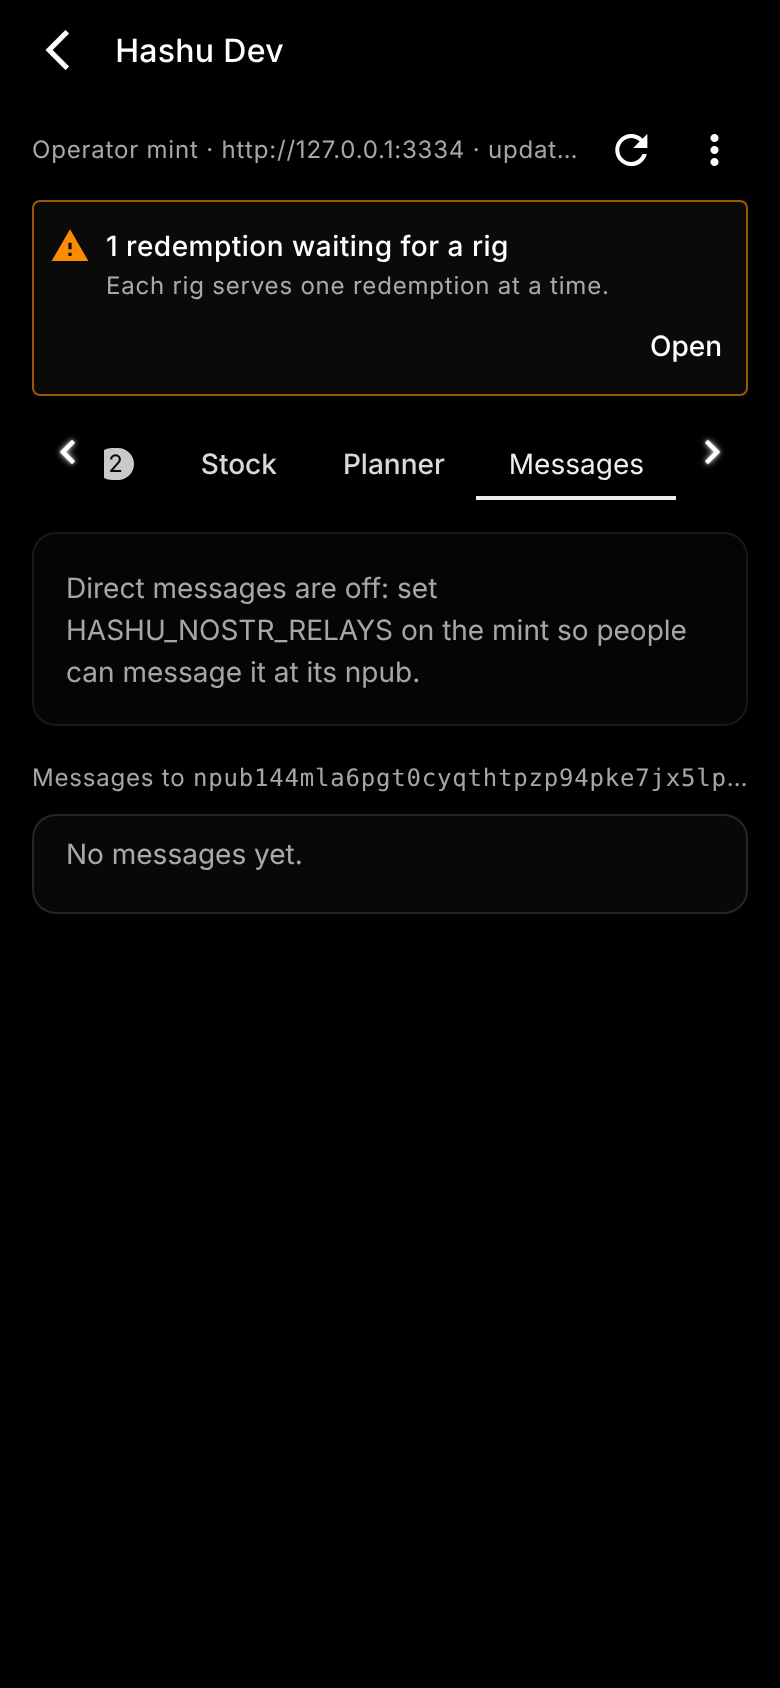 Hashu Dev
Operator mint · http://127.0.0.1:3334 · updat...
1 redemption waiting for a rig
Each rig serves one redemption at a time.
Open
2
Stock
Planner
Messages
Direct messages are off: set
HASHU_NOSTR_RELAYS on the mint so people
can message it at its npub.
Messages to npub144mla6pgt0cyqthtpzp94pke7jx5lp...
No messages yet.